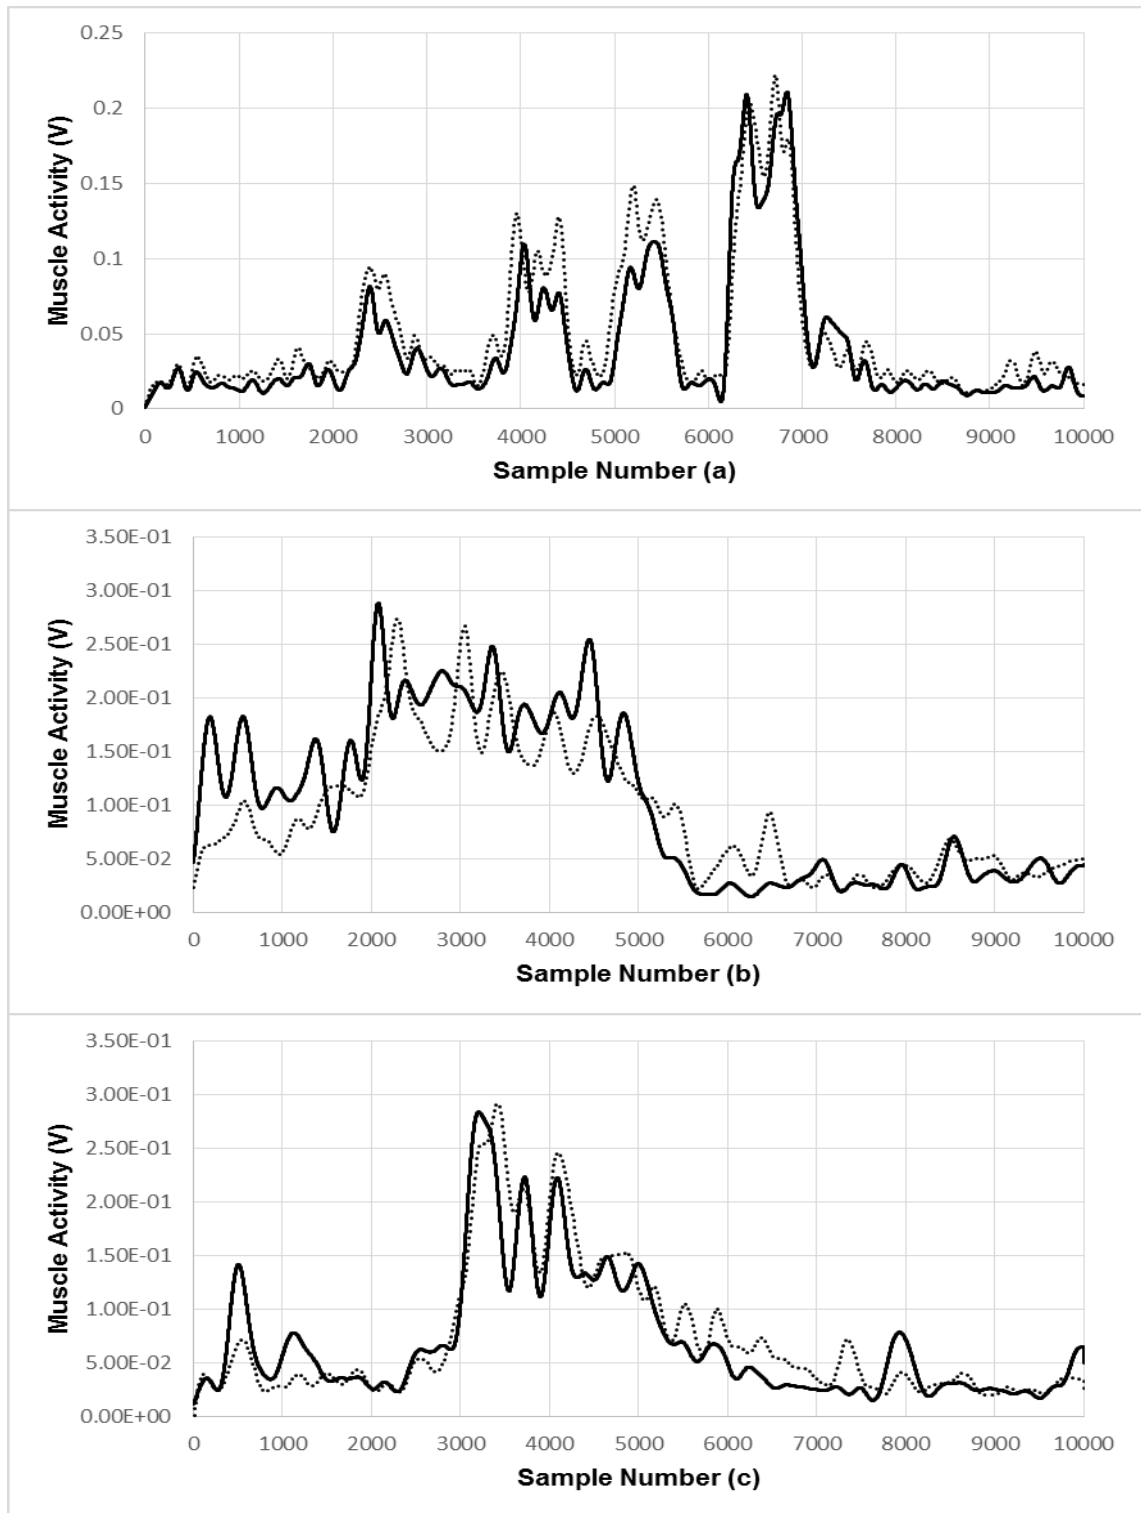 0.25
0.2
0.15
0.1
0.05
0
Muscle Activity (V)
0 1000 2000 3000 4000 5000 6000 7000 8000 9000 10000
Sample Number (a)
3.50E-01
3.00E-01
2.50E-01
2.00E-01
1.50E-01
1.00E-01
5.00E-02
0.00E+00
Muscle Activity (V)
0 1000 2000 3000 4000 5000 6000 7000 8000 9000 10000
Sample Number (b)
3.50E-01
3.00E-01
2.50E-01
2.00E-01
1.50E-01
1.00E-01
5.00E-02
0.00E+00
Muscle Activity (V)
0 1000 2000 3000 4000 5000 6000 7000 8000 9000 10000
Sample Number (c)